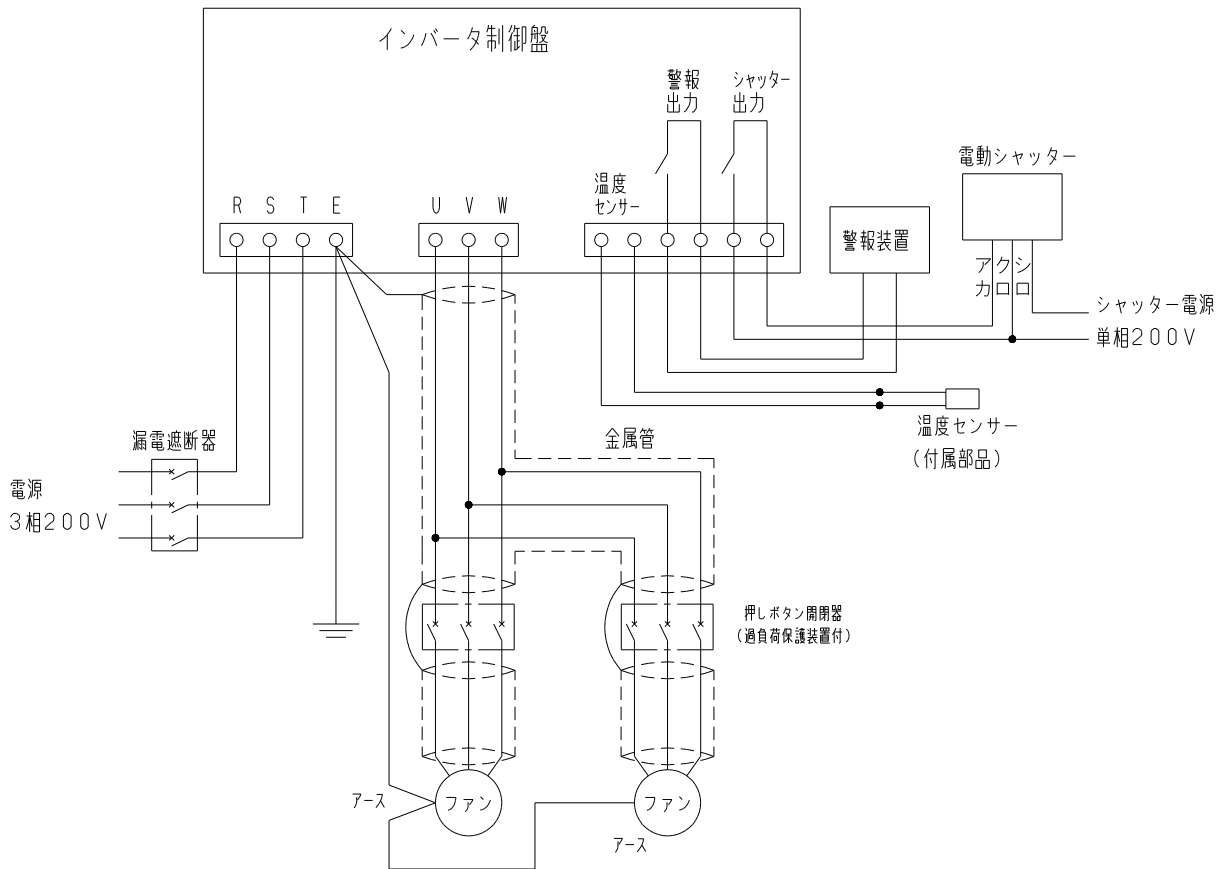 インバータ制御盤
警報
出力
シャッター
出力
電動シャッター
温度
センサー
R S T E
U V W
警報装置
アカ
クロ
シロ
シャッター電源
単相200V
温度センサー
(付属部品)
金属管
漏電遮断器
電源
3相200V
押しボタン開閉器
(過負荷保護装置付)
アース
ファン
ファン
アース